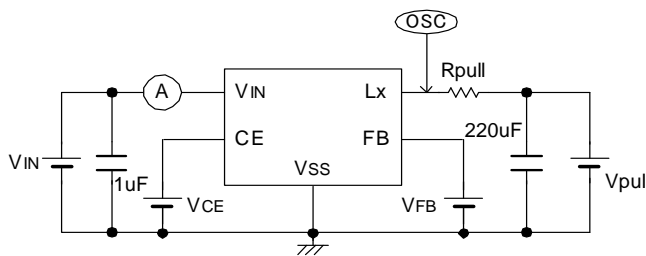 OSC
Rpull
A
VIN
Lx
CE
FB
220uF
VIN
1uF
VSS
VCE
VFB
Vpul